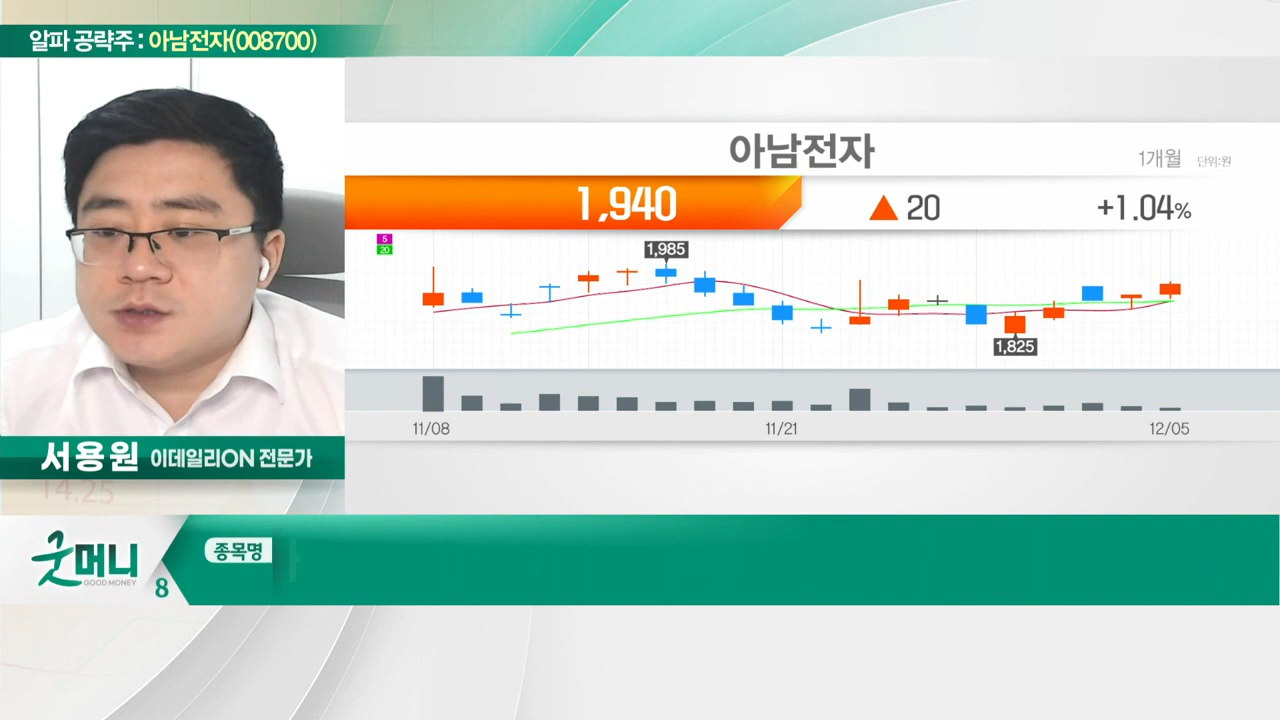 알파 공략주 : 아남전자(008700)
아남전자
1개월 단위:원
1,940 ▲ 20 +1.04%
5
20
1,985
1,825
11/08 11/21 12/05
서용원 이데일리ON 전문가
14.25
굿머니
GOOD MONEY
8
종목명